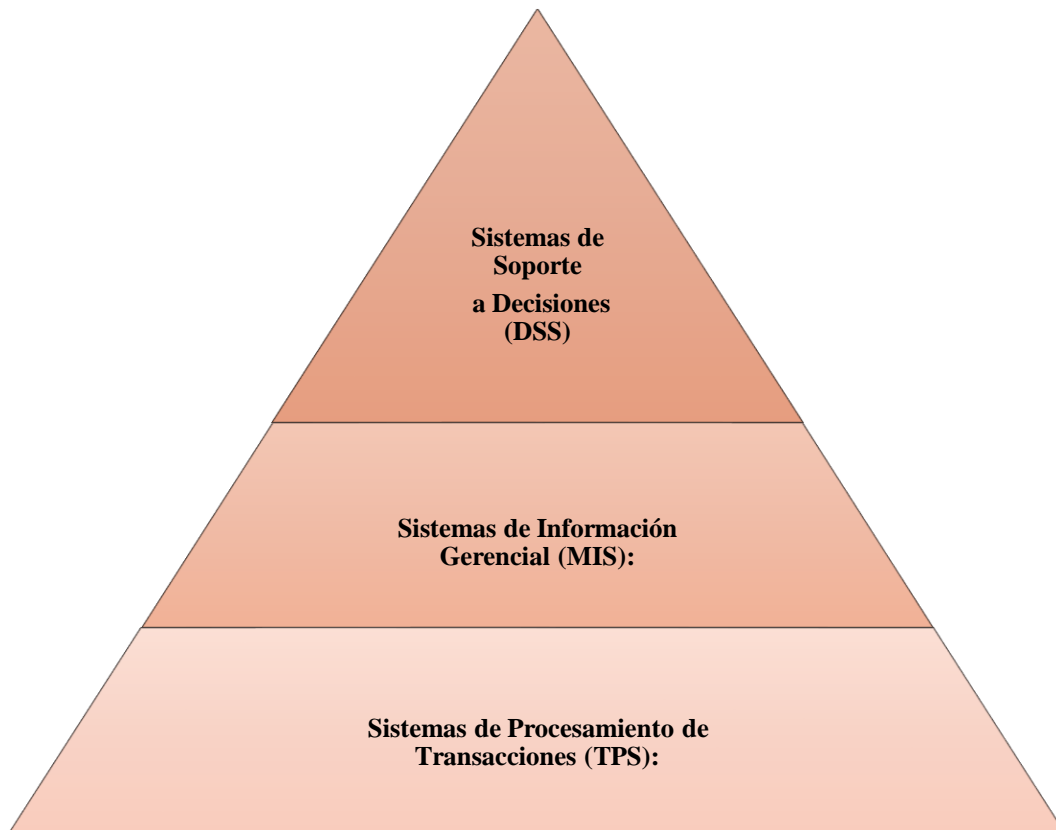 Sistemas de
Soporte
a Decisiones
(DSS)
Sistemas de Información
Gerencial (MIS):
Sistemas de Procesamiento de
Transacciones (TPS):